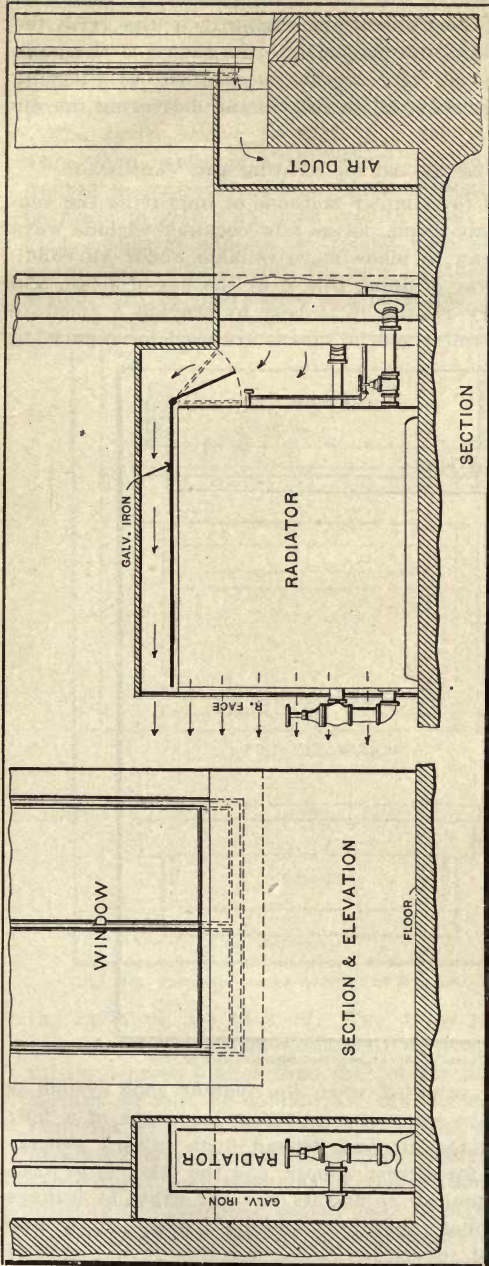 GALV. IRON
RADIATOR
WINDOW
SECTION & ELEVATION
FLOOR
GALV. IRON
R. FACE
RADIATOR
AIR DUCT
SECTION